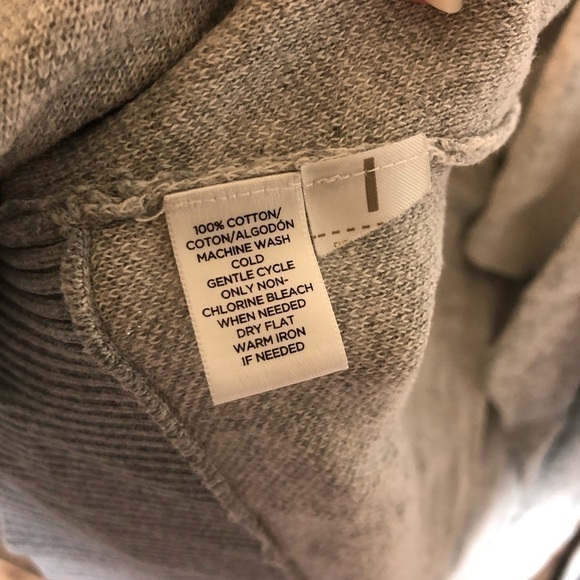 100% COTTON/
COTON/ALGODÓN
MACHINE WASH
COLD
GENTLE CYCLE
ONLY NON-
CHLORINE BLEACH
WHEN NEEDED
DRY FLAT
WARM IRON
IF NEEDED